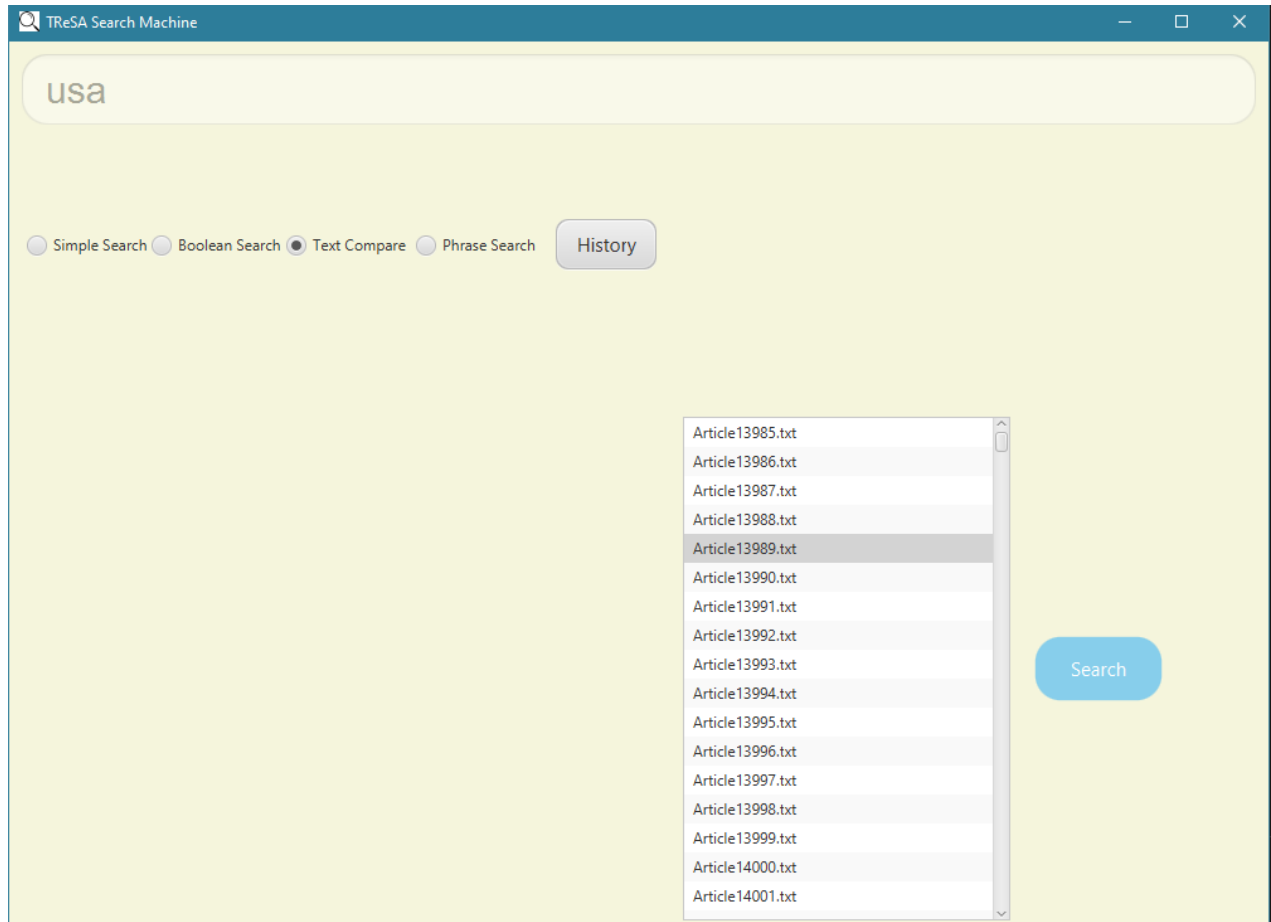 TReSA Search Machine
usa
Simple Search Boolean Search Text Compare Phrase Search History
Article13985.txt
Article13986.txt
Article13987.txt
Article13988.txt
Article13989.txt
Article13990.txt
Article13991.txt
Article13992.txt
Article13993.txt
Search
Article13994.txt
Article13995.txt
Article13996.txt
Article13997.txt
Article13998.txt
Article13999.txt
Article14000.txt
Article14001.txt